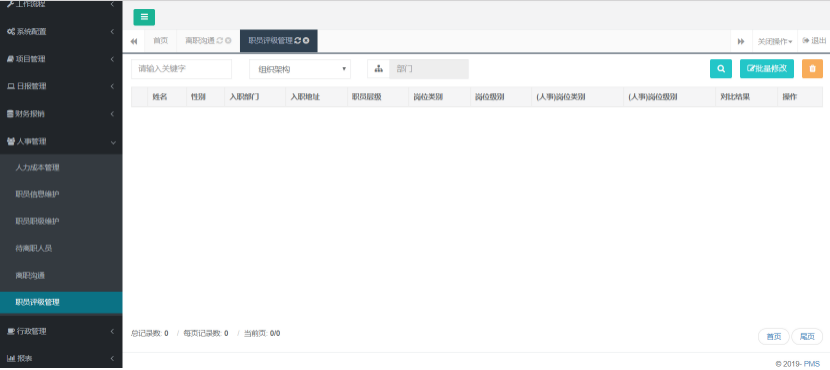 工作流程
系统配置
项目管理
日报管理
财务报销
人事管理
人力成本管理
职员信息维护
职员职级维护
待离职人员
离职沟通
职员评级管理
行政管理
报表
首页 离职沟通 职员评级管理 关闭操作 退出
请输入关键字 组织架构 部门 批量修改
姓名 性别 入职部门 入职地址 职员层级 岗位类别 岗位级别 (人事)岗位类别 (人事)岗位级别 对比结果 操作
总记录数: 0 / 每页记录数: 0 / 当前页: 0/0 首页 尾页
© 2019- PMS